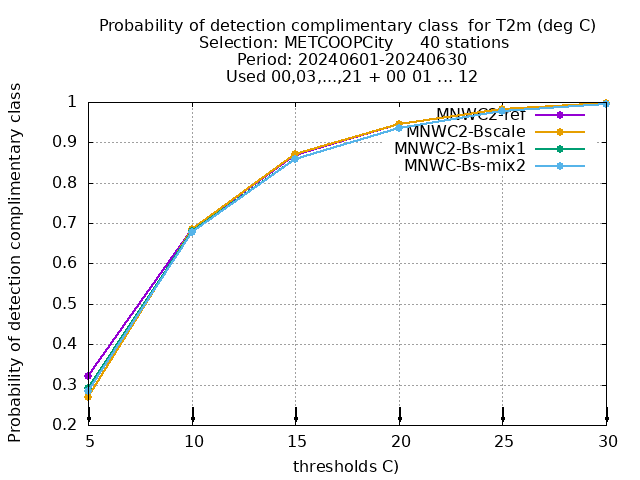 Probability of detection complimentary class  for T2m (deg C)
Selection: METCOOPCity     40 stations
Period: 20240601-20240630
Used 00,03,...,21 + 00 01 ... 12
Probability of detection complimentary class
1
0.9
0.8
0.7
0.6
0.5
0.4
0.3
0.2
MNWC2-ref
MNWC2-Bscale
MNWC2-Bs-mix1
MNWC-Bs-mix2
5 10 15 20 25 30
thresholds C)